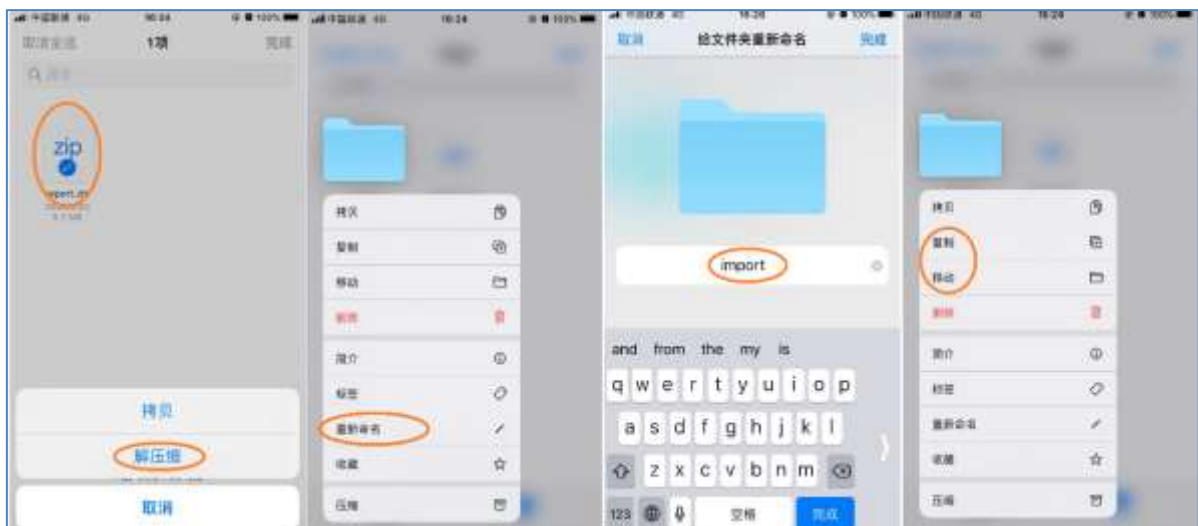 取消全选 1项 完成
zip
拷贝
解压缩
取消
16:24
拷贝
复制
移动
删除
简介
标签
重新命名
收藏
压缩
取消 给文件夹重新命名 完成
import
and from the my is
q w e r t y u i o p
a s d f g h j k l
z x c v b n m
123 空格 完成
16:24
拷贝
复制
移动
删除
简介
标签
重新命名
收藏
压缩